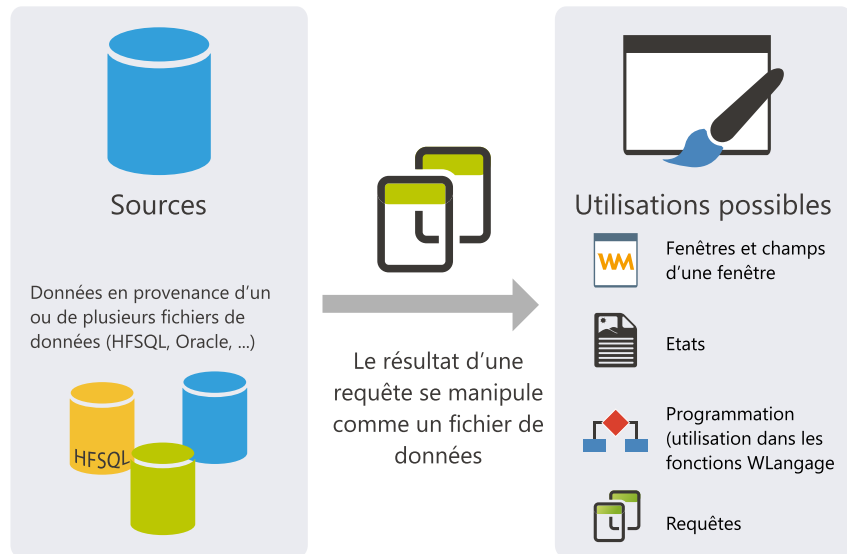 Sources
Données en provenance d'un
ou de plusieurs fichiers de
données (HFSQL, Oracle, ...)
HFSQL
Le résultat d'une
requête se manipule
comme un fichier de
données
Utilisations possibles
WM
Fenêtres et champs
d'une fenêtre
Etats
Programmation
(utilisation dans les
fonctions WLangage
Requêtes